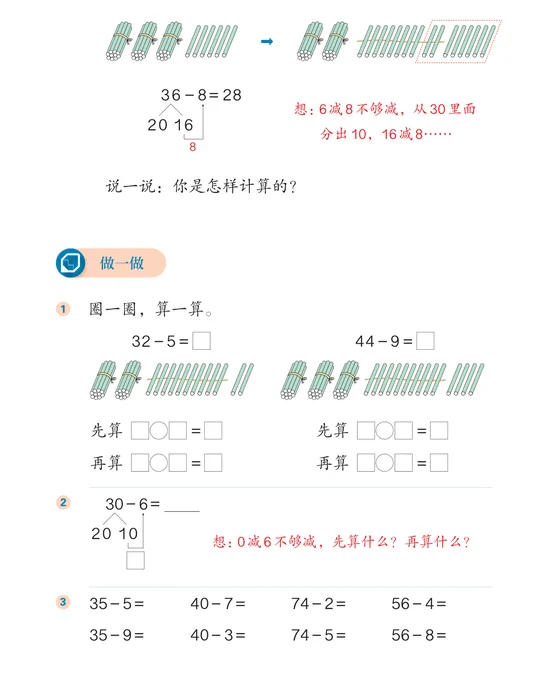 36-8=28
20 16
8
想：6减8不够减，从30里面
分出10，16减8……
说一说：你是怎样计算的？
做一做
1 圈一圈，算一算。
32-5=□ 44-9=□
先算 □○□=□ 先算 □○□=□
再算 □○□=□ 再算 □○□=□
2 30-6=____
20 10
□
想：0减6不够减，先算什么？再算什么？
3 35-5= 40-7= 74-2= 56-4=
35-9= 40-3= 74-5= 56-8=